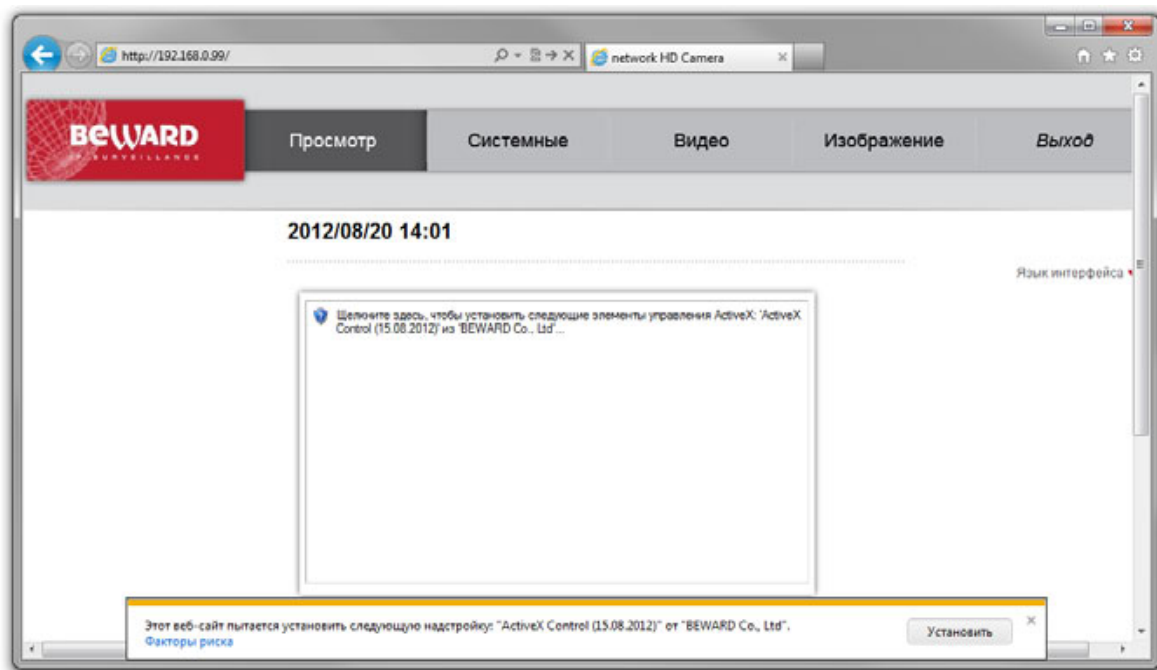 http://192.168.0.99/
network HD Camera
BEWARD
Просмотр
Системные
Видео
Изображение
Выход
2012/08/20 14:01
Язык интерфейса
Щелкните здесь, чтобы установить следующие элементы управления ActiveX: 'ActiveX
Control (15.08.2012)' из 'BEWARD Co., Ltd'...
Этот веб-сайт пытается установить следующую надстройку: "ActiveX Control (15.08.2012)" от "BEWARD Co., Ltd".
Факторы риска
Установить